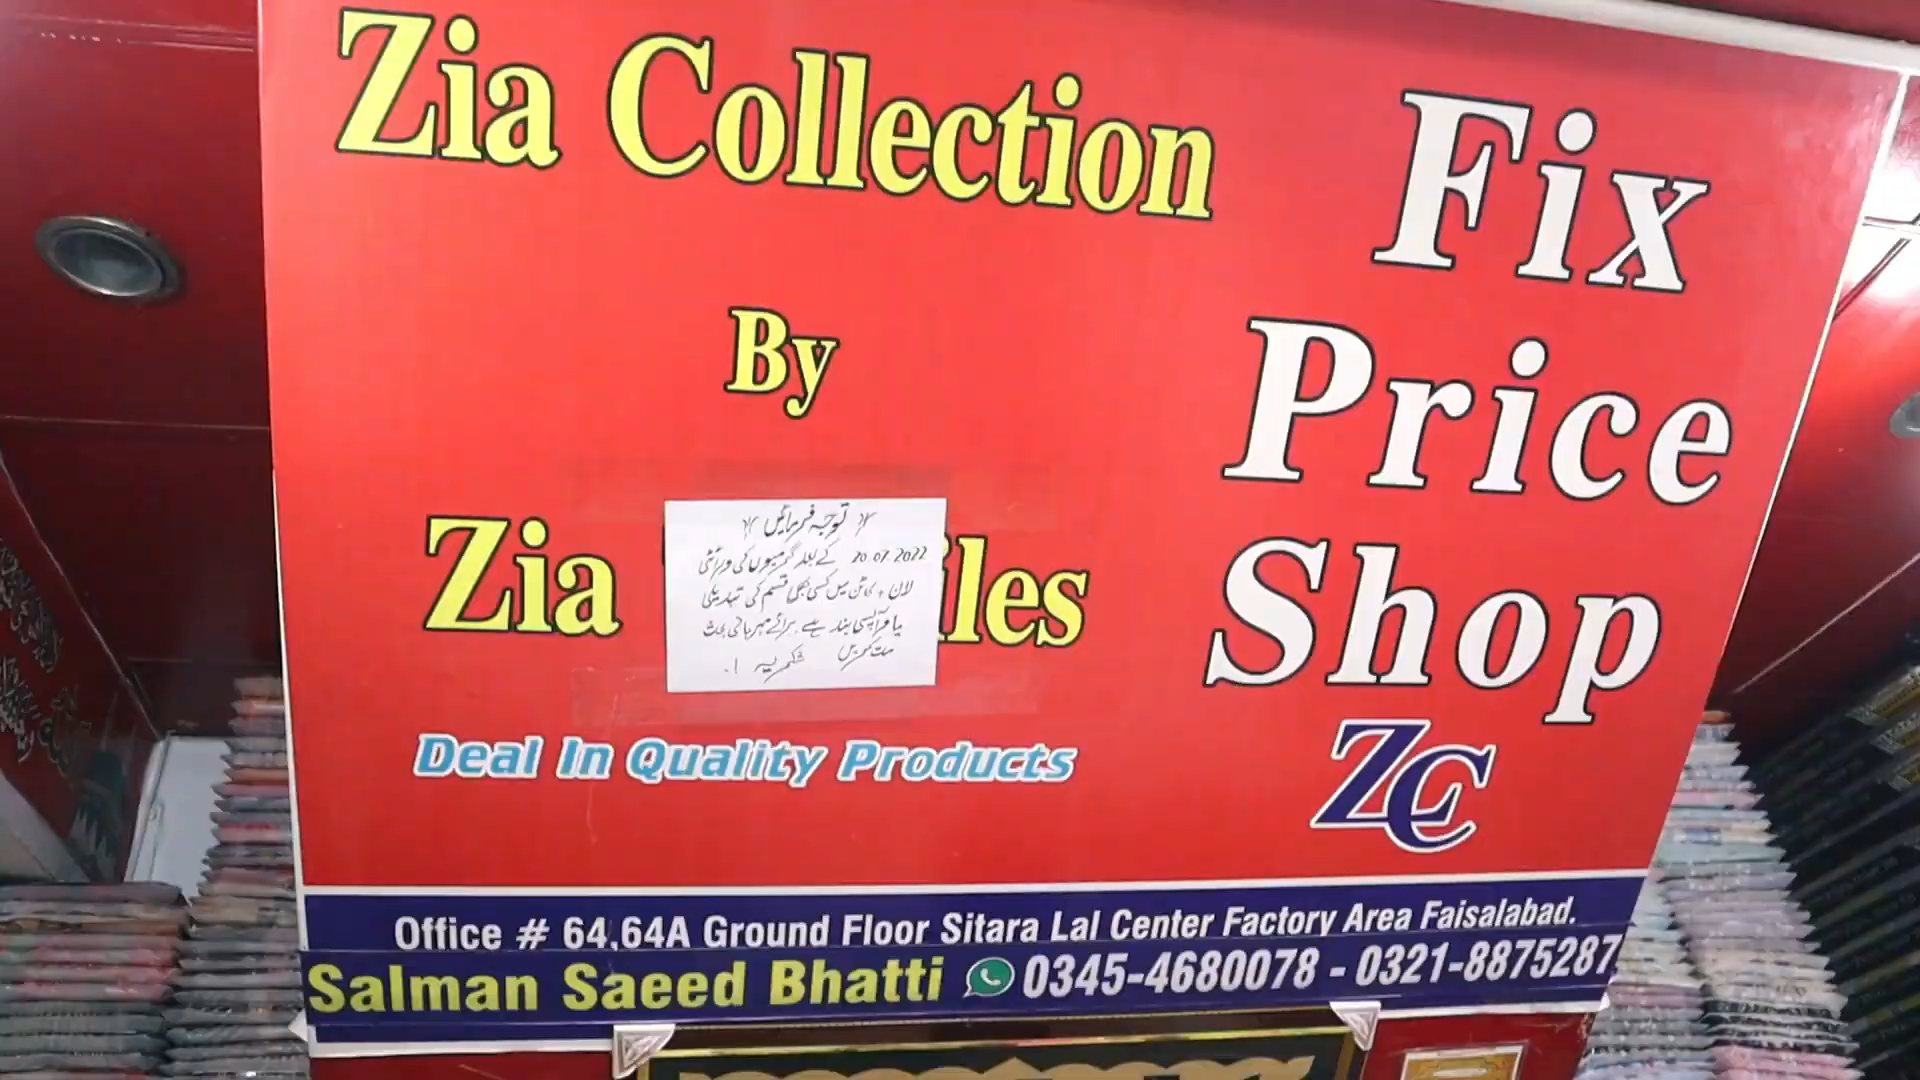 Zia Collection
By
Zia iles
Deal In Quality Products
Fix
Price
Shop
ZC
توجہ فرمائیں
20.07.2022 کے بعد گرمیوں کی ورائٹی
لان + کاٹن میں کسی بھی قسم کی تبدیلی
یا واپسی بند ہے۔ برائے مہربانی بحث
مت کریں شکریہ !۔
Office # 64,64A Ground Floor Sitara Lal Center Factory Area Faisalabad.
Salman Saeed Bhatti 0345-4680078 - 0321-8875287